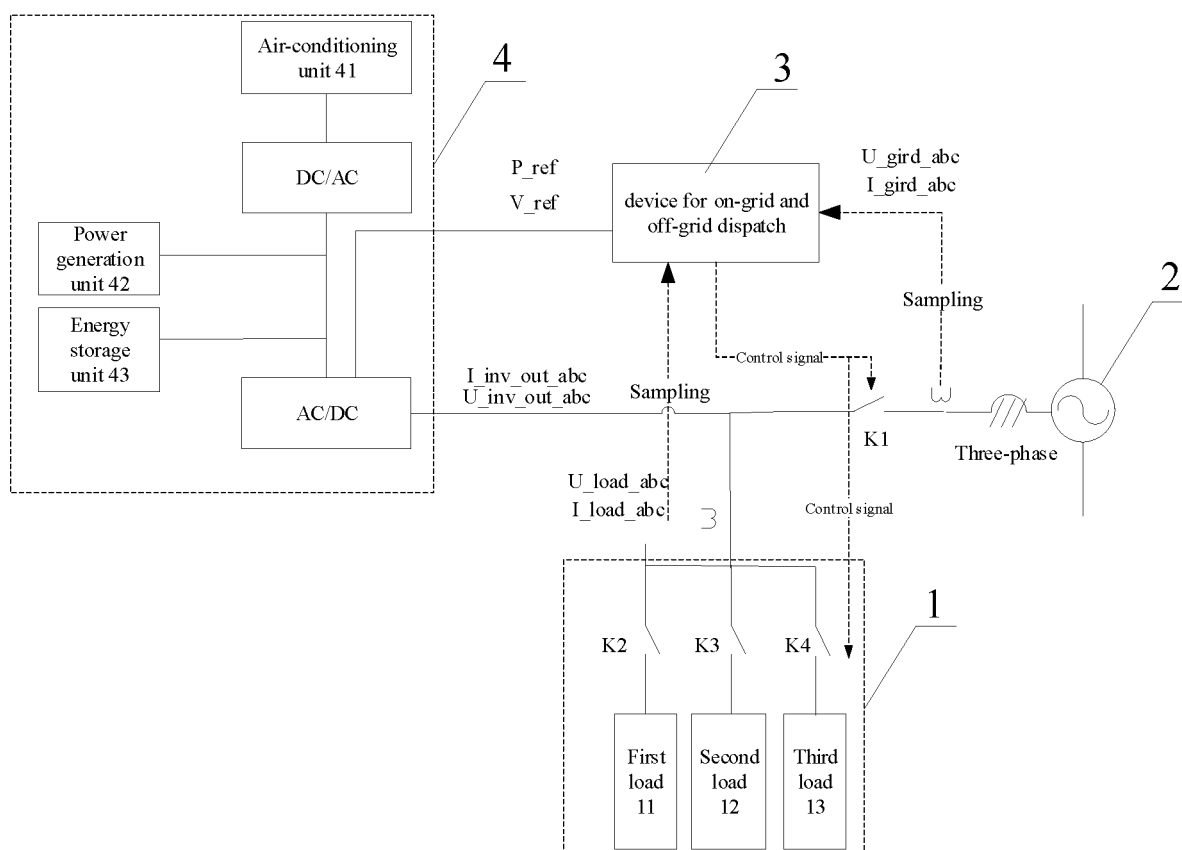 Air-conditioning
unit 41
4
DC/AC
Power
generation
unit 42
Energy
storage
unit 43
AC/DC
P_ref
V_ref
3
device for on-grid and
off-grid dispatch
U_gird_abc
I_gird_abc
Sampling
2
Control signal
I_inv_out_abc
U_inv_out_abc
Sampling
K1
Three-phase
U_load_abc
I_load_abc
Control signal
1
K2
K3
K4
First
load
11
Second
load
12
Third
load
13